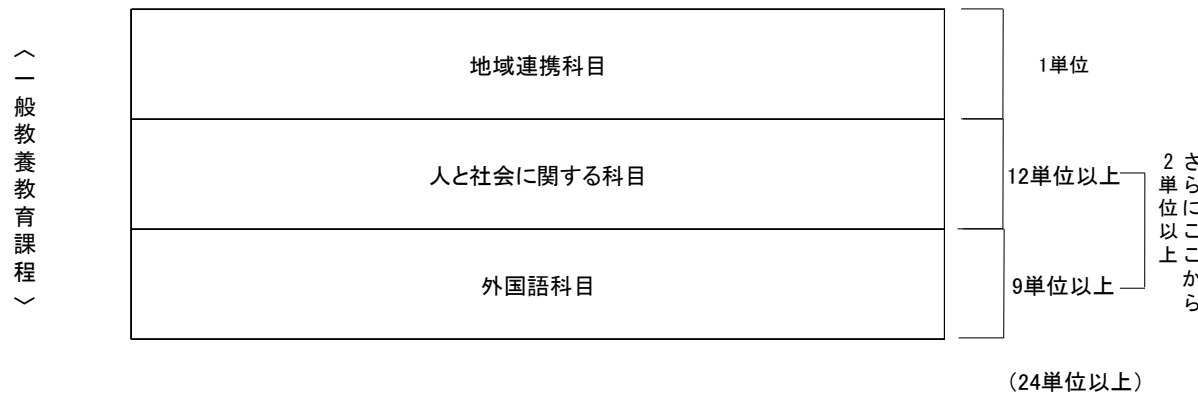 〈一般教養教育課程〉
地域連携科目
1単位
人と社会に関する科目
12単位以上
外国語科目
9単位以上
さらにここから
2単位以上
（24単位以上）